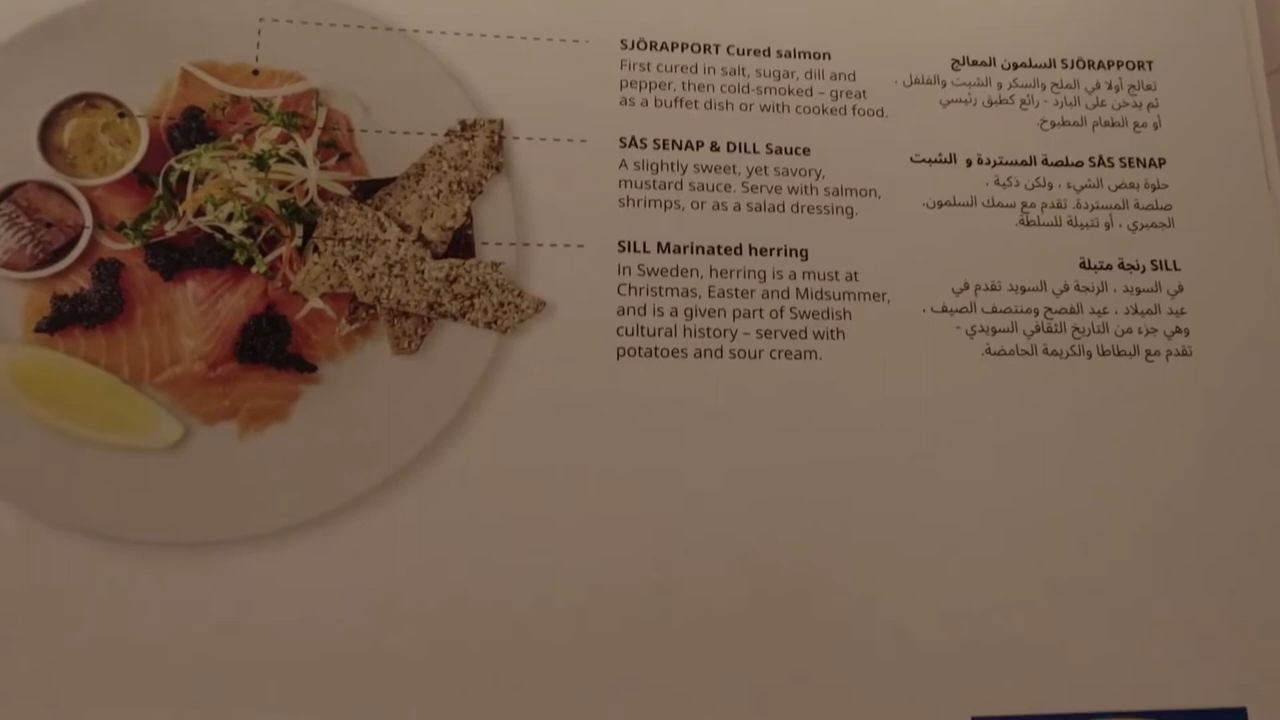 SJÖRAPPORT Cured salmon
First cured in salt, sugar, dill and
pepper, then cold-smoked – great
as a buffet dish or with cooked food.
SÅS SENAP & DILL Sauce
A slightly sweet, yet savory,
mustard sauce. Serve with salmon,
shrimps, or as a salad dressing.
SILL Marinated herring
In Sweden, herring is a must at
Christmas, Easter and Midsummer,
and is a given part of Swedish
cultural history – served with
potatoes and sour cream.
SJÖRAPPORT السلمون المعالج
تعالج أولا في الملح والسكر و الشبت والفلفل ،
ثم يدخن على البارد - رائع كطبق رئيسي
أو مع الطعام المطبوخ.
SÅS SENAP صلصة المستردة و الشبت
حلوة بعض الشيء ، ولكن ذكية ،
صلصة المستردة. تقدم مع سمك السلمون،
الجمبري ، أو تتبيلة للسلطة.
SILL رنجة متبلة
في السويد ، الرنجة في السويد تقدم في
عيد الميلاد ، عيد الفصح ومنتصف الصيف ،
وهي جزء من التاريخ الثقافي السويدي -
تقدم مع البطاطا والكريمة الحامضة.